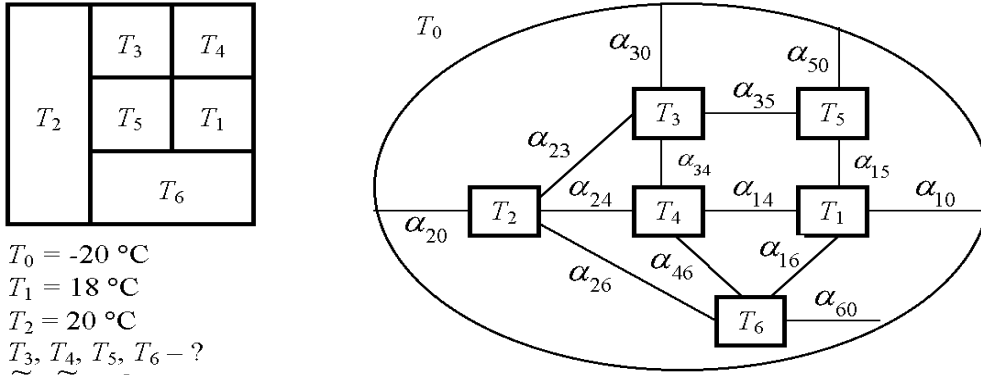 T₃ T₄
T₂ T₅ T₁
T₆
T₀ = -20 °C
T₁ = 18 °C
T₂ = 20 °C
T₃, T₄, T₅, T₆ – ?
T₀
α₃₀ α₅₀
T₃ α₃₅ T₅
α₂₃ α₃₄ α₁₅
α₂₀ T₂ α₂₄ T₄ α₁₄ T₁ α₁₀
α₂₆ α₄₆ α₁₆
T₆ α₆₀